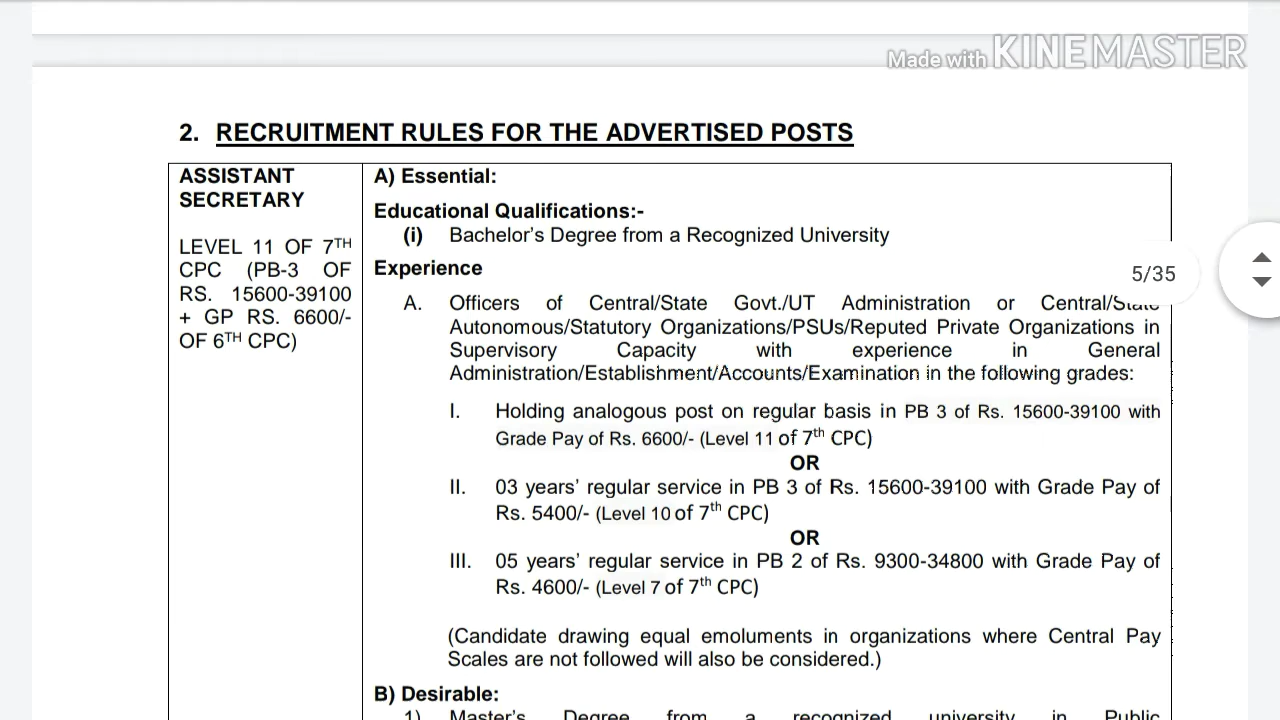 Made with KINEMASTER
2. RECRUITMENT RULES FOR THE ADVERTISED POSTS
ASSISTANT
SECRETARY
LEVEL 11 OF 7TH
CPC (PB-3 OF
RS. 15600-39100
+ GP RS. 6600/-
OF 6TH CPC)
A) Essential:
Educational Qualifications:-
(i) Bachelor's Degree from a Recognized University
Experience
5/35
A. Officers of Central/State Govt./UT Administration or Central/State
Autonomous/Statutory Organizations/PSUs/Reputed Private Organizations in
Supervisory Capacity with experience in General
Administration/Establishment/Accounts/Examination in the following grades:
I. Holding analogous post on regular basis in PB 3 of Rs. 15600-39100 with
Grade Pay of Rs. 6600/- (Level 11 of 7th CPC)
OR
II. 03 years' regular service in PB 3 of Rs. 15600-39100 with Grade Pay of
Rs. 5400/- (Level 10 of 7th CPC)
OR
III. 05 years' regular service in PB 2 of Rs. 9300-34800 with Grade Pay of
Rs. 4600/- (Level 7 of 7th CPC)
(Candidate drawing equal emoluments in organizations where Central Pay
Scales are not followed will also be considered.)
B) Desirable:
1) Master's Degree from a recognized university in Public